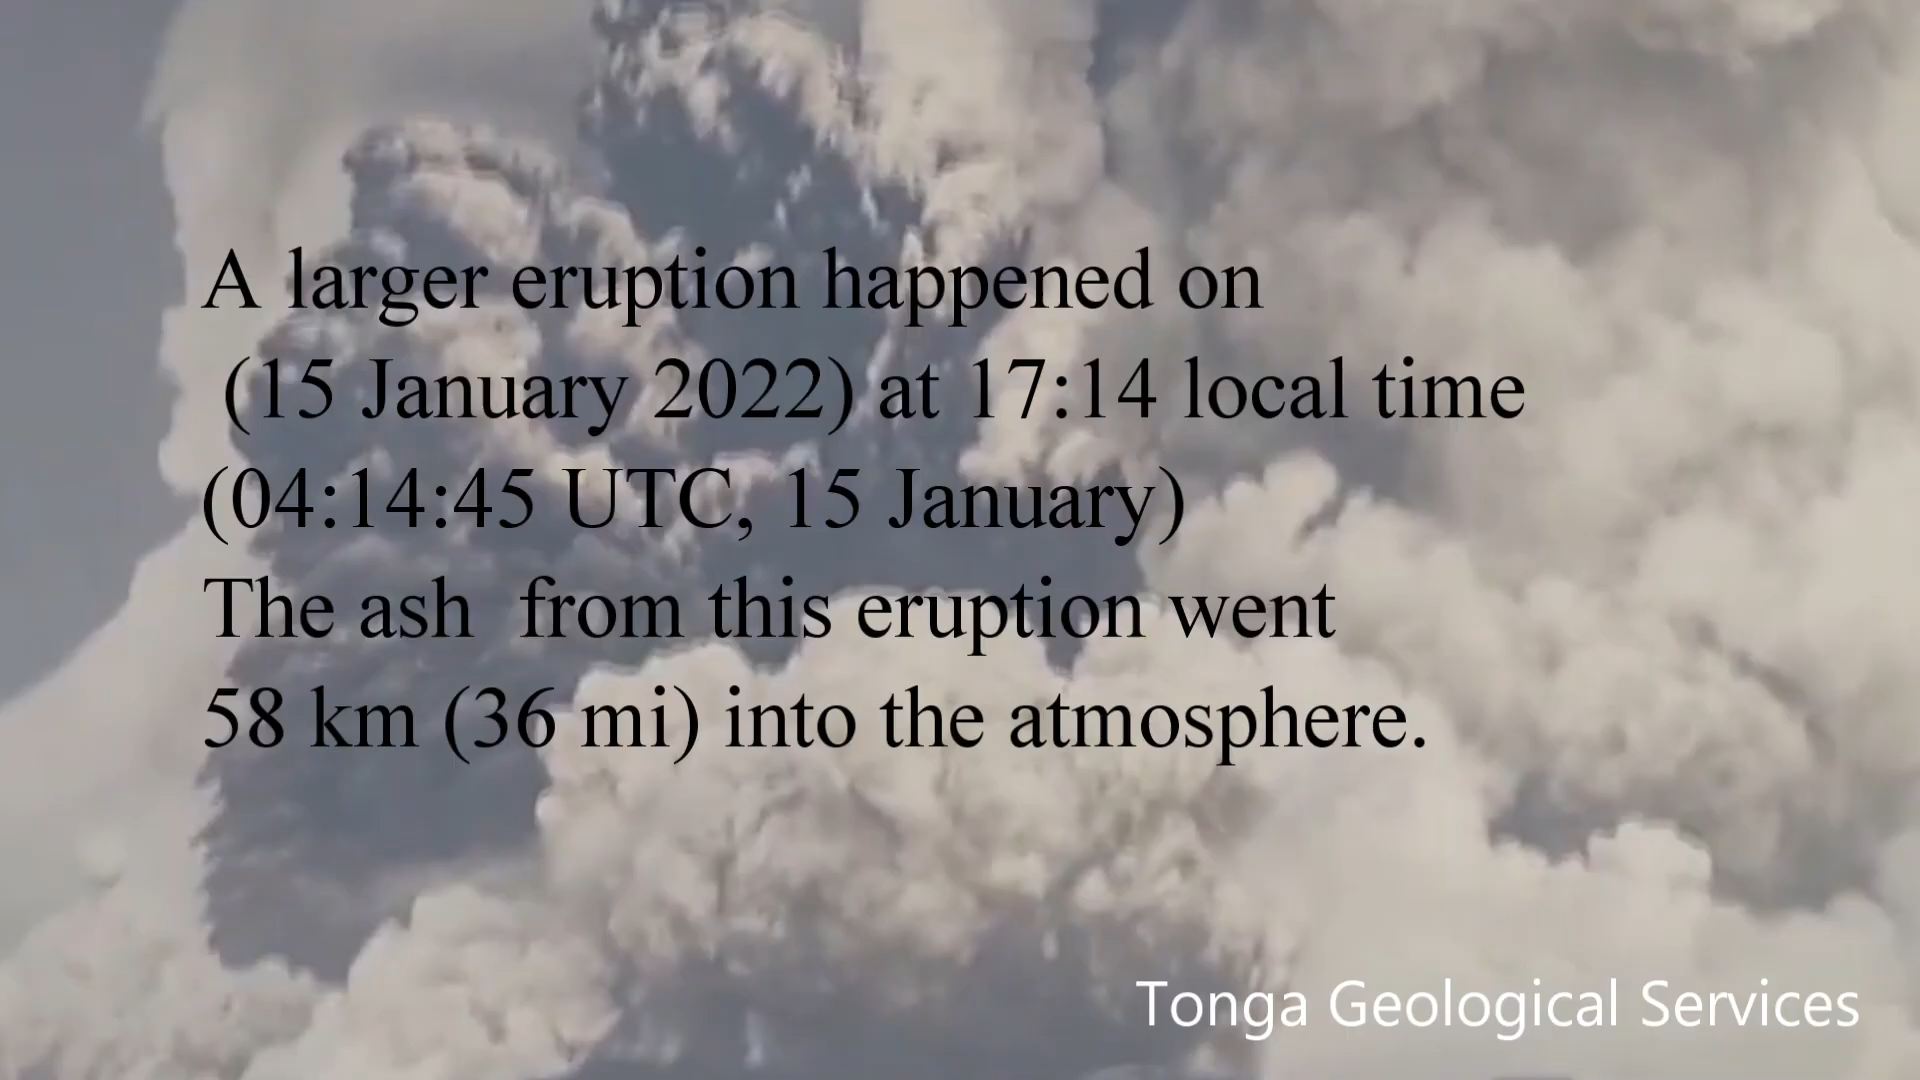 A larger eruption happened on
(15 January 2022) at 17:14 local time
(04:14:45 UTC, 15 January)
The ash  from this eruption went
58 km (36 mi) into the atmosphere.
Tonga Geological Services